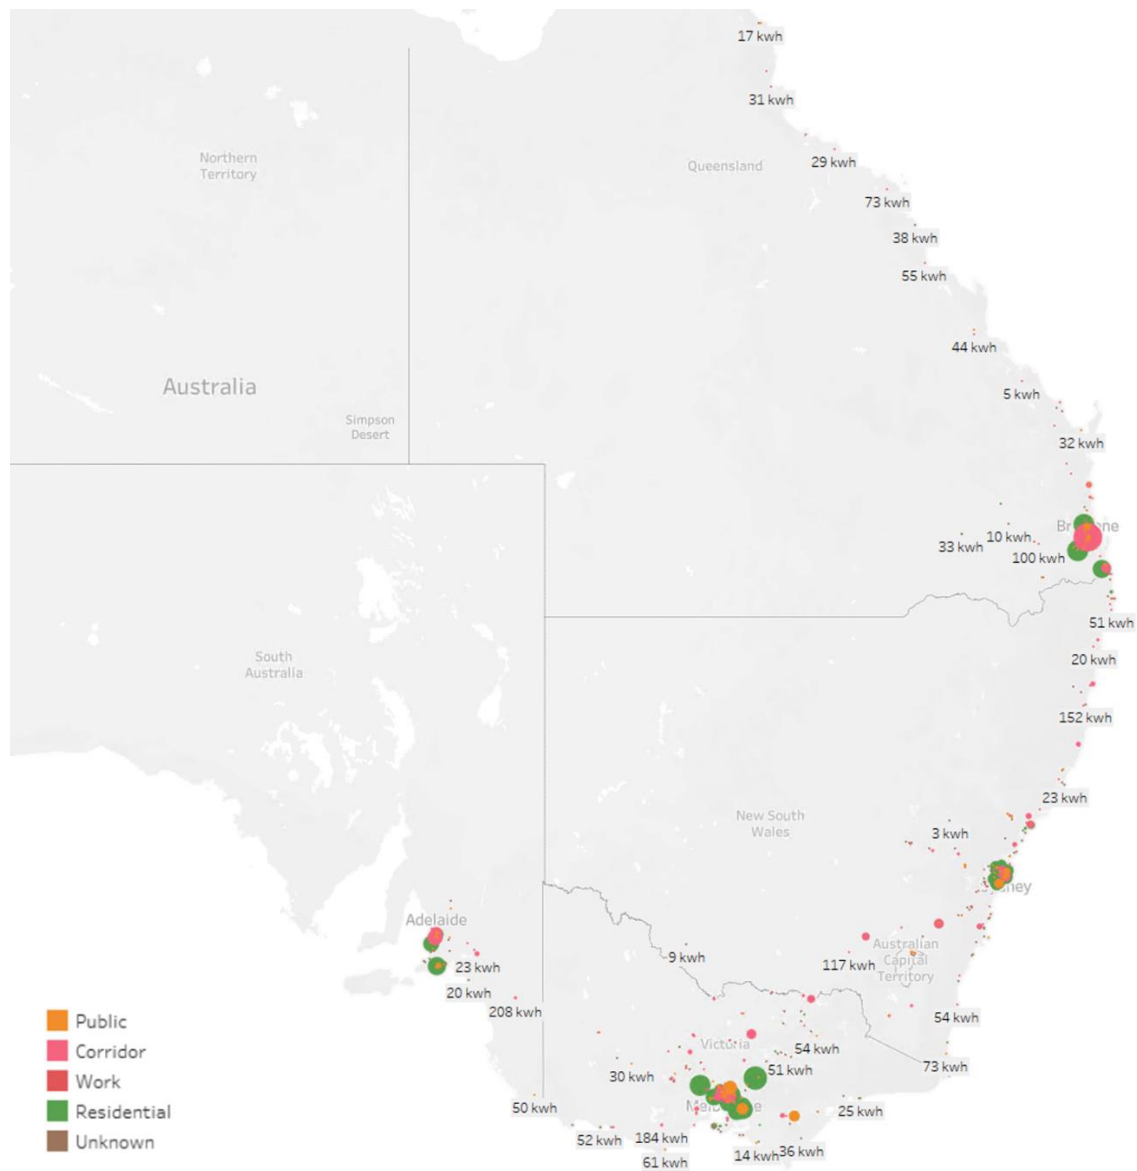 17 kwh
31 kwh
Northern
Territory
Queensland
29 kwh
73 kwh
38 kwh
55 kwh
44 kwh
Australia
5 kwh
Simpson
Desert
32 kwh
10 kwh
33 kwh
100 kwh
51 kwh
South
Australia
20 kwh
152 kwh
23 kwh
New South
Wales
3 kwh
Adelaide
Australian
Capital
Territory
9 kwh
117 kwh
23 kwh
20 kwh
208 kwh
54 kwh
Public
Corridor
Work
Residential
Unknown
Victoria
54 kwh
73 kwh
51 kwh
30 kwh
50 kwh
25 kwh
52 kwh
184 kwh
61 kwh
14 kwh
36 kwh